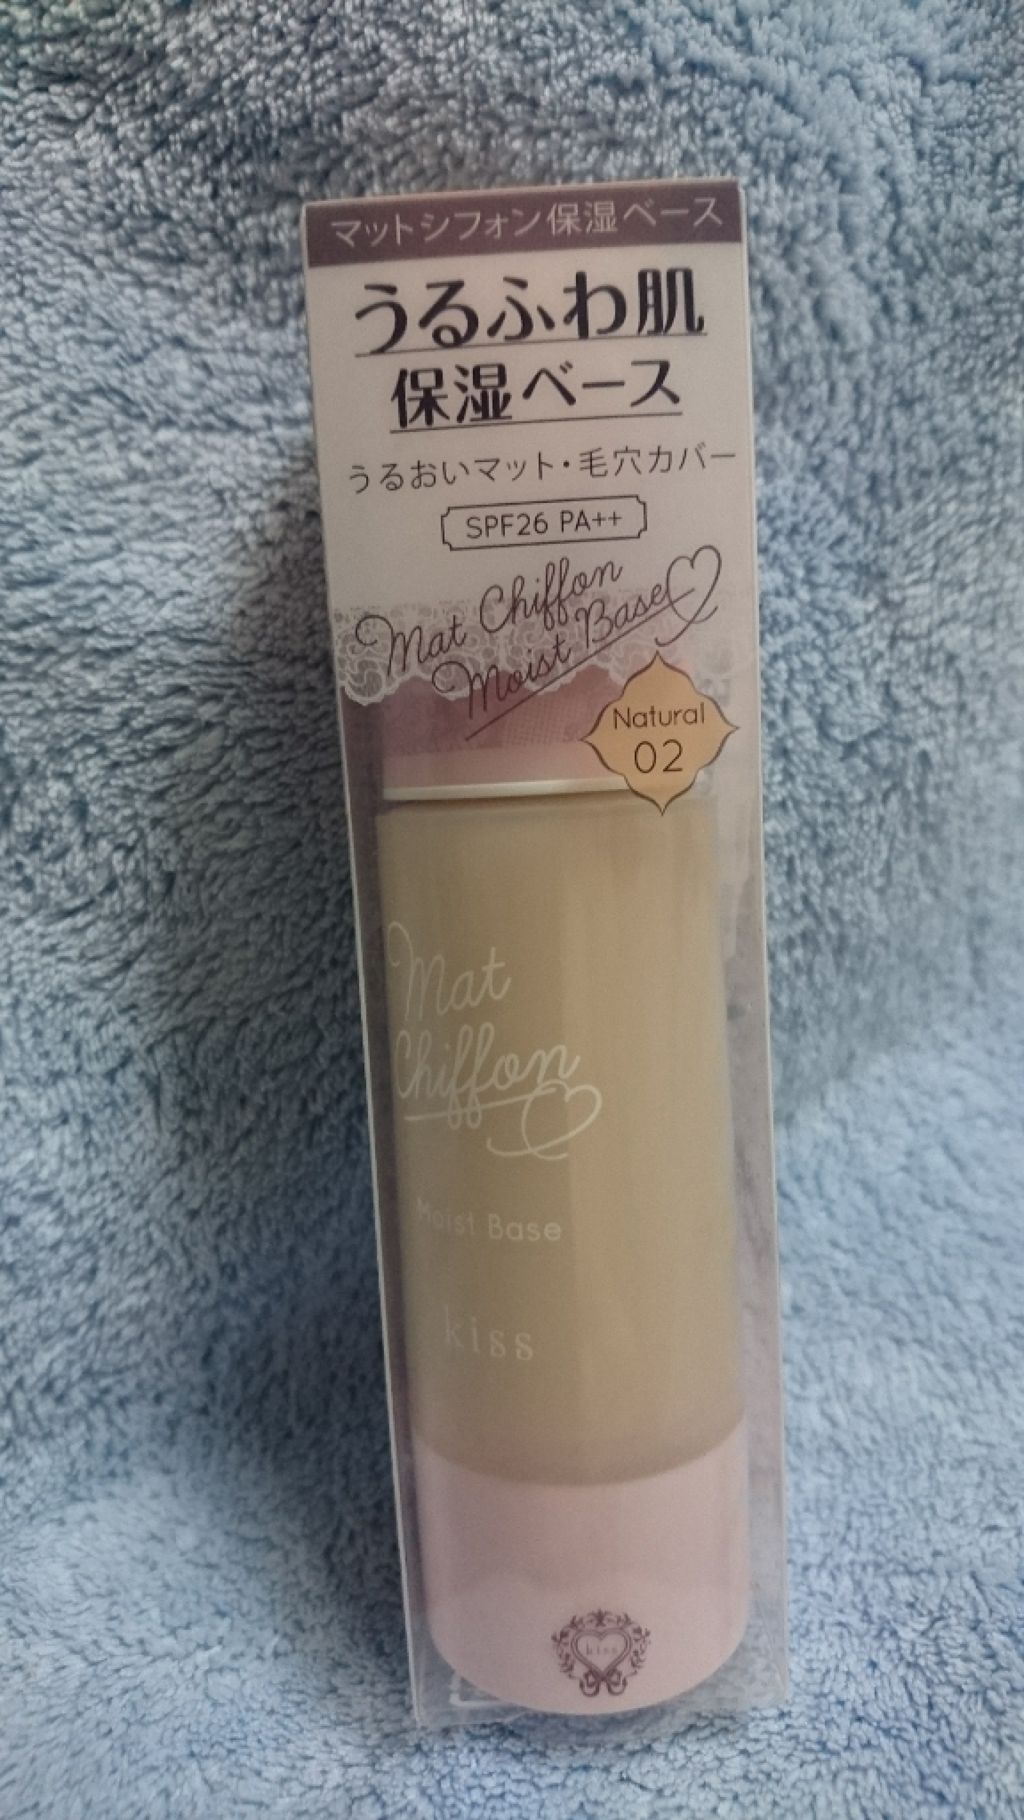 マットシフォン保湿ベース
うるふわ肌
保湿ベース
うるおいマット・毛穴カバー
SPF26 PA++
Mat Chiffon
Moist Base
Natural
02
Mat
Chiffon
Moist Base
kiss
kiss